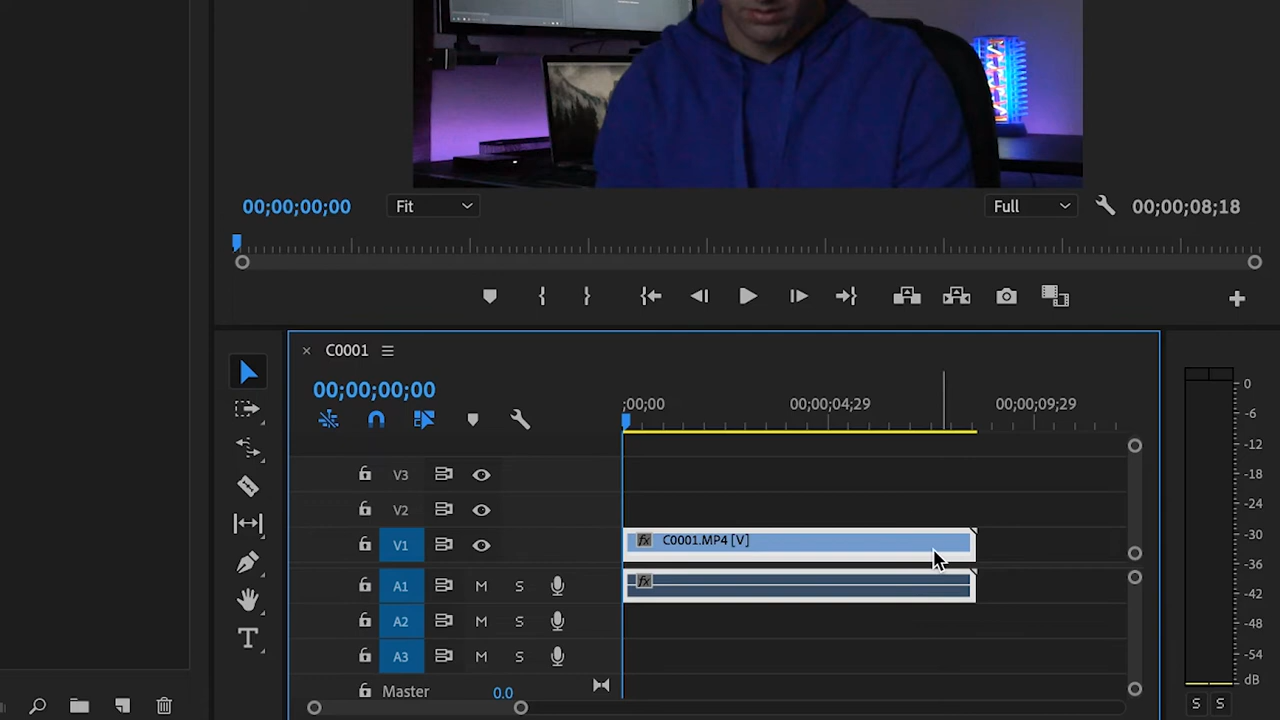 00;00;00;00 Fit Full 00;00;08;18
C0001
00;00;00;00
;00;00 00;00;04;29 00;00;09;29
V3
V2
V1 fx C0001.MP4 [V]
A1 M S fx
A2 M S
A3 M S
Master 0.0
T
0
-6
-12
-18
-24
-30
-36
-42
-48
-54
dB
S S